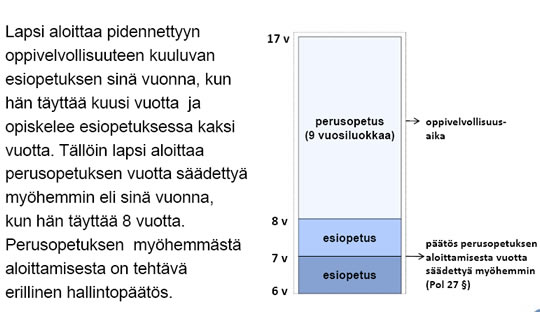 Lapsi aloittaa pidennettyyn
oppivelvollisuuteen kuuluvan
esiopetuksen sinä vuonna, kun
hän täyttää kuusi vuotta ja
opiskelee esiopetuksessa kaksi
vuotta. Tällöin lapsi aloittaa
perusopetuksen vuotta säädettyä
myöhemmin eli sinä vuonna,
kun hän täyttää 8 vuotta.
Perusopetuksen myöhemmästä
aloittamisesta on tehtävä
erillinen hallintopäätös.
17 v
perusopetus
(9 vuosiluokkaa)
oppivelvollisuus-
aika
8 v
esiopetus
7 v
esiopetus
6 v
päätös perusopetuksen
aloittamisesta vuotta
säädettyä myöhemmin
(Pol 27 §)